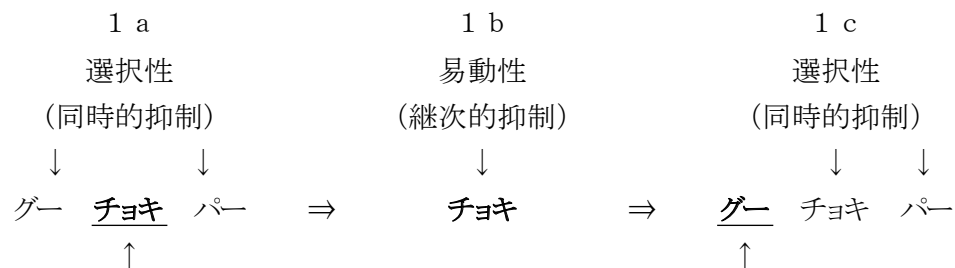 1 a 1 b 1 c
選択性 易動性 選択性
(同時的抑制) (継次的抑制) (同時的抑制)
↓ ↓ ↓ ↓ ↓
グー チョキ パー ⇒ チョキ ⇒ グー チョキ パー
↑ ↑